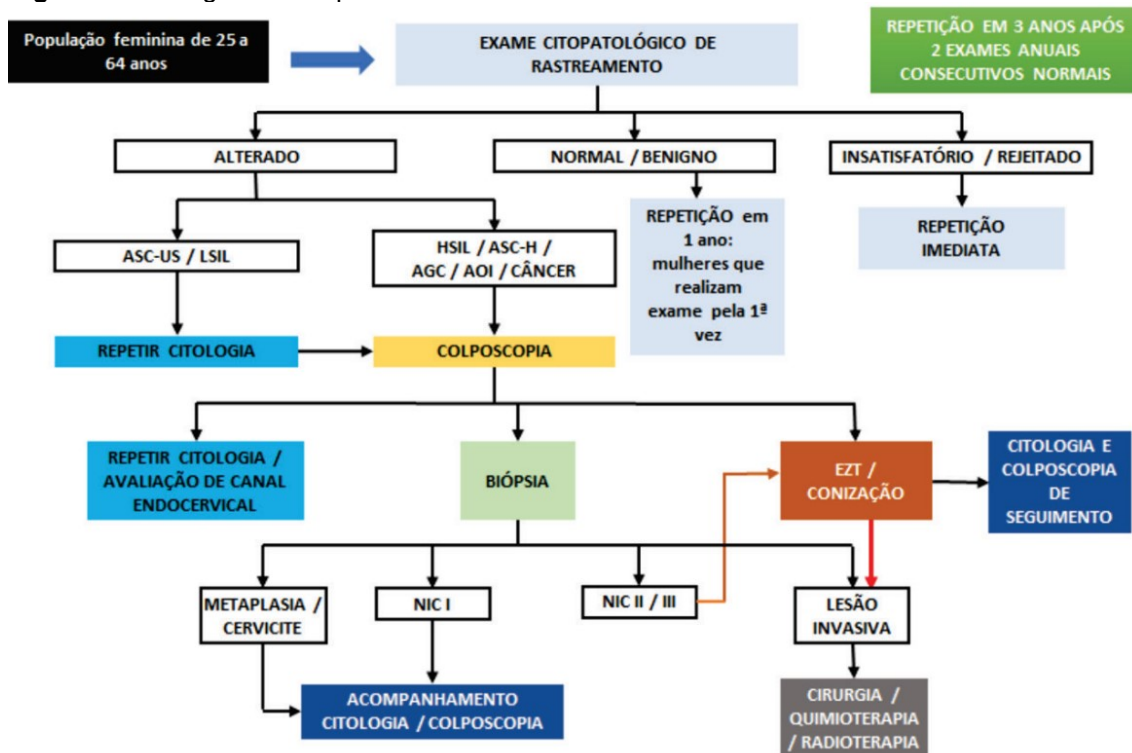 População feminina de 25 a
64 anos
EXAME CITOPATOLÓGICO DE
RASTREAMENTO
REPETIÇÃO EM 3 ANOS APÓS
2 EXAMES ANUAIS
CONSECUTIVOS NORMAIS
ALTERADO
NORMAL / BENIGNO
INSATISFATÓRIO / REJEITADO
ASC-US / LSIL
HSIL / ASC-H /
AGC / AOI / CÂNCER
REPETIÇÃO em
1 ano:
mulheres que
realizam
exame pela 1ª
vez
REPETIÇÃO
IMEDIATA
REPETIR CITOLOGIA
COLPOSCOPIA
REPETIR CITOLOGIA /
AVALIAÇÃO DE CANAL
ENDOCERVICAL
BIÓPSIA
EZT /
CONIZAÇÃO
CITOLOGIA E
COLPOSCOPIA
DE
SEGUIMENTO
METAPLASIA /
CERVICITE
NIC I
NIC II / III
LESÃO
INVASIVA
ACOMPANHAMENTO
CITOLOGIA / COLPOSCOPIA
CIRURGIA /
QUIMIOTERAPIA
/ RADIOTERAPIA